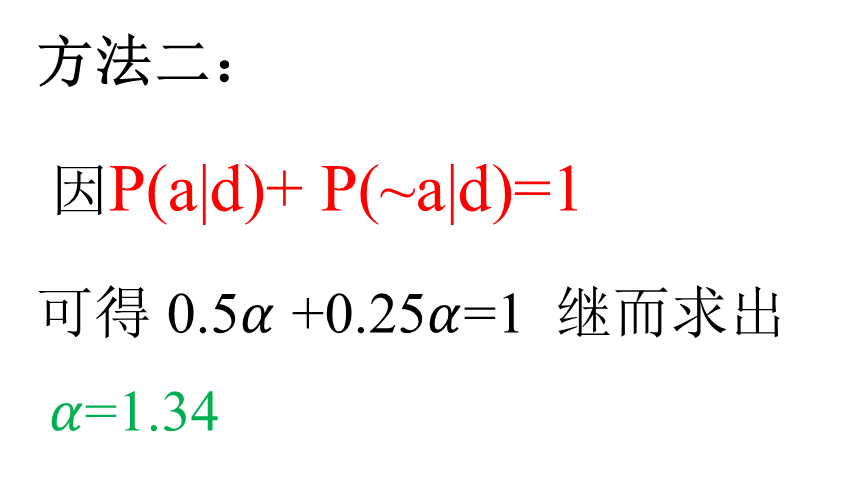 方法二：
因P(a|d)+ P(~a|d)=1
可得 0.5𝛼 +0.25𝛼=1 继而求出
𝛼=1.34